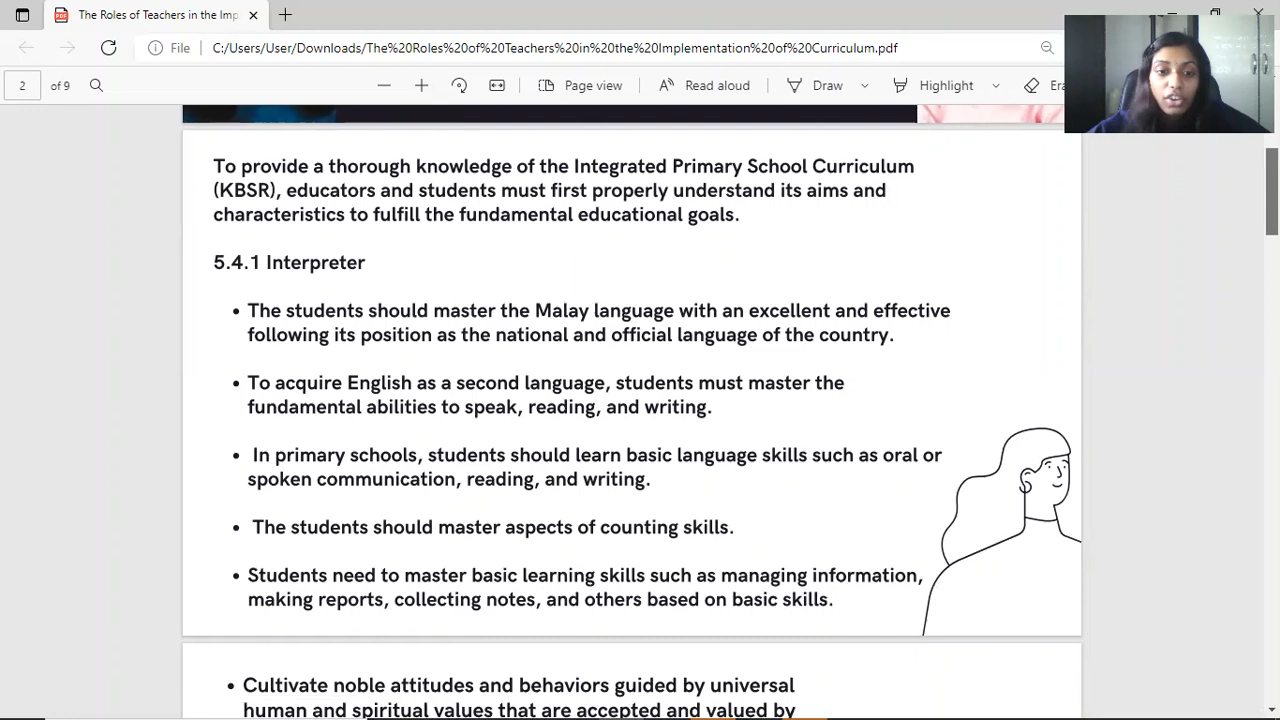 The Roles of Teachers in the Imp
File
C:/Users/User/Downloads/The%20Roles%20of%20Teachers%20in%20the%20Implementation%20of%20Curriculum.pdf
2 of 9
Page view
Read aloud
Draw
Highlight
Era
To provide a thorough knowledge of the Integrated Primary School Curriculum
(KBSR), educators and students must first properly understand its aims and
characteristics to fulfill the fundamental educational goals.
5.4.1 Interpreter
• The students should master the Malay language with an excellent and effective
following its position as the national and official language of the country.
• To acquire English as a second language, students must master the
fundamental abilities to speak, reading, and writing.
• In primary schools, students should learn basic language skills such as oral or
spoken communication, reading, and writing.
• The students should master aspects of counting skills.
• Students need to master basic learning skills such as managing information,
making reports, collecting notes, and others based on basic skills.
• Cultivate noble attitudes and behaviors guided by universal
human and spiritual values that are accepted and valued by